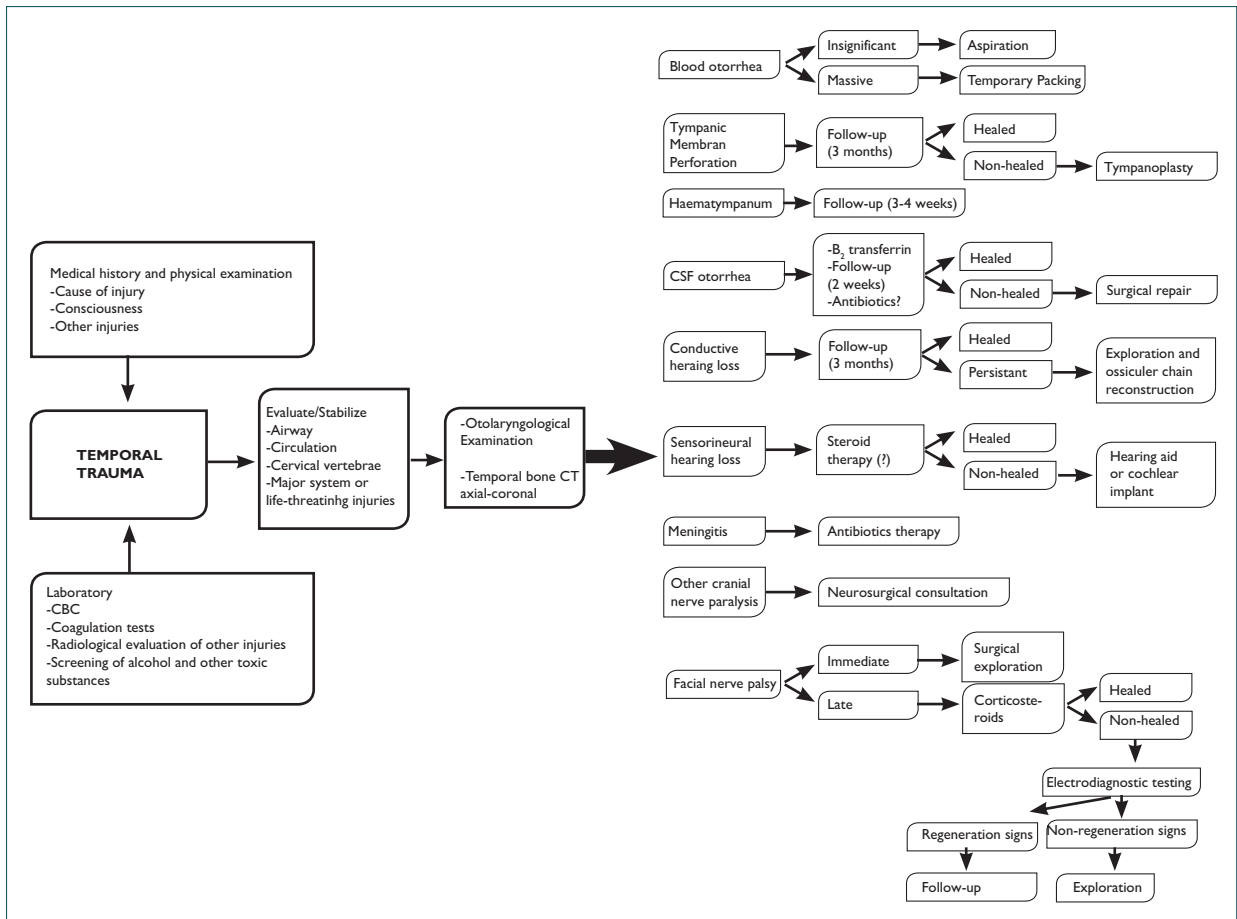 Medical history and physical examination
-Cause of injury
-Consciousness
-Other injuries
TEMPORAL
TRAUMA
Laboratory
-CBC
-Coagulation tests
-Radiological evaluation of other injuries
-Screening of alcohol and other toxic
substances
Evaluate/Stabilize
-Airway
-Circulation
-Cervical vertebrae
-Major system or
life-threatinhg injuries
-Otolaryngological
Examination
-Temporal bone CT
axial-coronal
Blood otorrhea
Insignificant
Aspiration
Massive
Temporary Packing
Tympanic
Membran
Perforation
Follow-up
(3 months)
Healed
Non-healed
Tympanoplasty
Haematympanum
Follow-up (3-4 weeks)
CSF otorrhea
-B₂ transferrin
-Follow-up
(2 weeks)
-Antibiotics?
Healed
Non-healed
Surgical repair
Conductive
heraing loss
Follow-up
(3 months)
Healed
Persistant
Exploration and
ossiculer chain
reconstruction
Sensorineural
hearing loss
Steroid
therapy (?)
Healed
Non-healed
Hearing aid
or cochlear
implant
Meningitis
Antibiotics therapy
Other cranial
nerve paralysis
Neurosurgical consultation
Facial nerve palsy
Immediate
Surgical
exploration
Late
Corticoste-
roids
Healed
Non-healed
Electrodiagnostic testing
Regeneration signs
Non-regeneration signs
Follow-up
Exploration